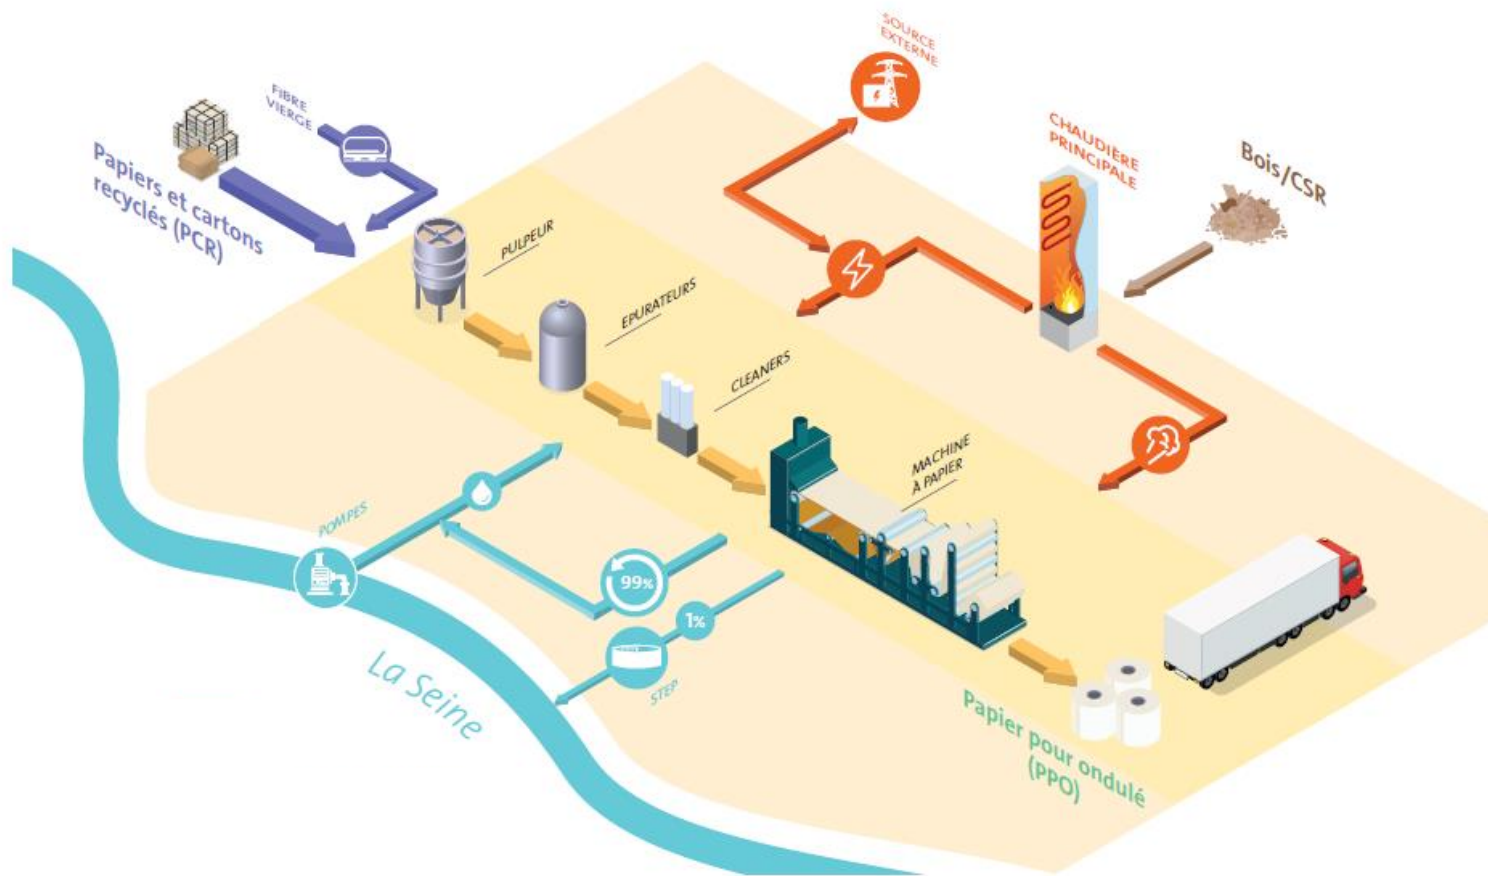 SOURCE
EXTERNE
FIBRE
VIERGE
CHAUDIÈRE
PRINCIPALE
Bois/CSR
Papiers et cartons
recyclés (PCR)
PULPEUR
EPURATEURS
CLEANERS
MACHINE
À PAPIER
POMPES
99%
1%
STEP
La Seine
Papier pour ondulé
(PPO)